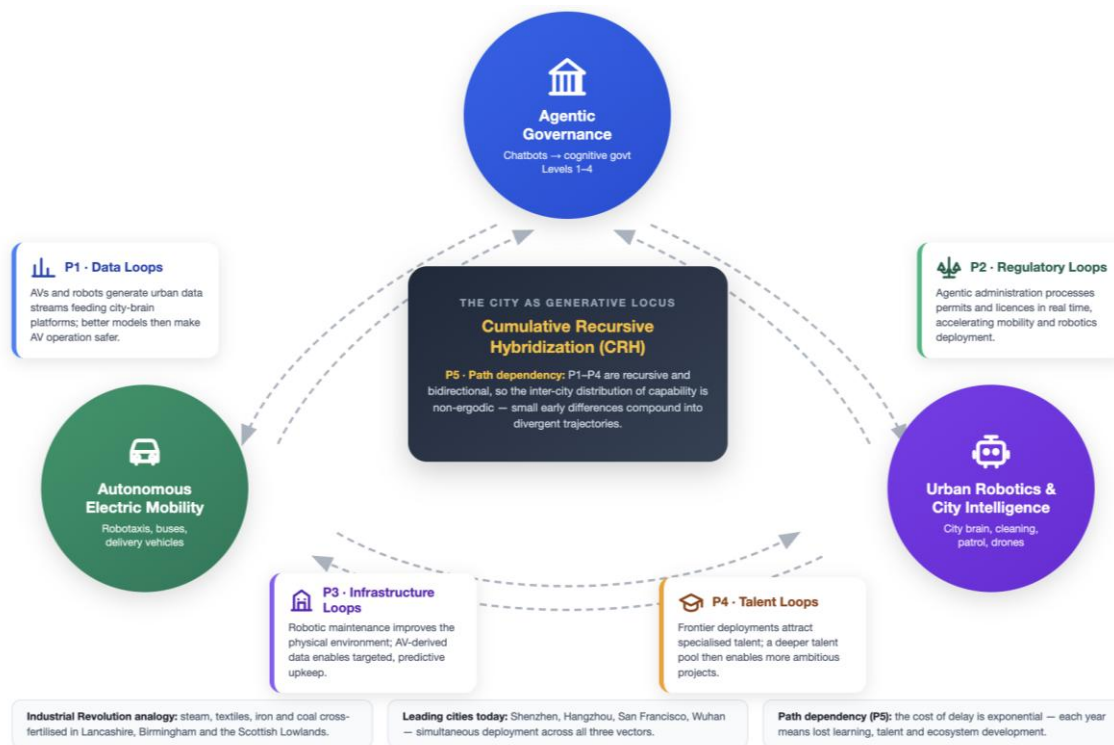 Agentic
Governance
Chatbots → cognitive govt
Levels 1–4
P1 · Data Loops
AVs and robots generate urban data
streams feeding city-brain
platforms; better models then make
AV operation safer.
P2 · Regulatory Loops
Agentic administration processes
permits and licences in real time,
accelerating mobility and robotics
deployment.
THE CITY AS GENERATIVE LOCUS
Cumulative Recursive
Hybridization (CRH)
P5 · Path dependency: P1–P4 are recursive and
bidirectional, so the inter-city distribution of capability is
non-ergodic — small early differences compound into
divergent trajectories.
Autonomous
Electric Mobility
Robotaxis, buses,
delivery vehicles
Urban Robotics &
City Intelligence
City brain, cleaning,
patrol, drones
P3 · Infrastructure
Loops
Robotic maintenance improves the
physical environment; AV-derived
data enables targeted, predictive
upkeep.
P4 · Talent Loops
Frontier deployments attract
specialised talent; a deeper talent
pool then enables more ambitious
projects.
Industrial Revolution analogy: steam, textiles, iron and coal cross-
fertilised in Lancashire, Birmingham and the Scottish Lowlands.
Leading cities today: Shenzhen, Hangzhou, San Francisco, Wuhan
— simultaneous deployment across all three vectors.
Path dependency (P5): the cost of delay is exponential — each year
means lost learning, talent and ecosystem development.